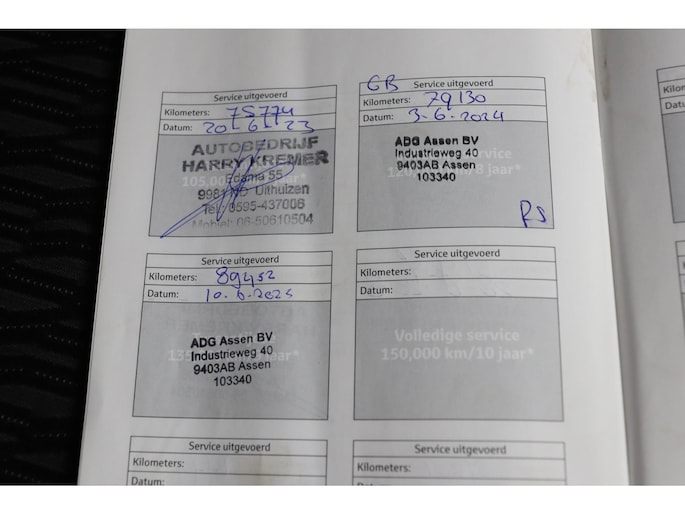 Service uitgevoerd
Kilometers: 75774
Datum: 20-6-23
AUTOBEDRIJF
HARRY KREMER
Edama 55
Uithuizen
Tel: 0595-437006
Mobiel: 06-50610504
GB Service uitgevoerd
Kilometers: 79130
Datum: 3-6-2024
ADG Assen BV
Industrieweg 40
9403AB Assen
103340
RS
Service uitgevoerd
Kilometers: 89452
Datum: 10.6.2025
ADG Assen BV
Industrieweg 40
9403AB Assen
103340
Service uitgevoerd
Kilometers:
Datum:
Volledige service
150,000 km/10 jaar*
Service uitgevoerd
Kilometers:
Datum:
Service uitgevoerd
Kilometers: